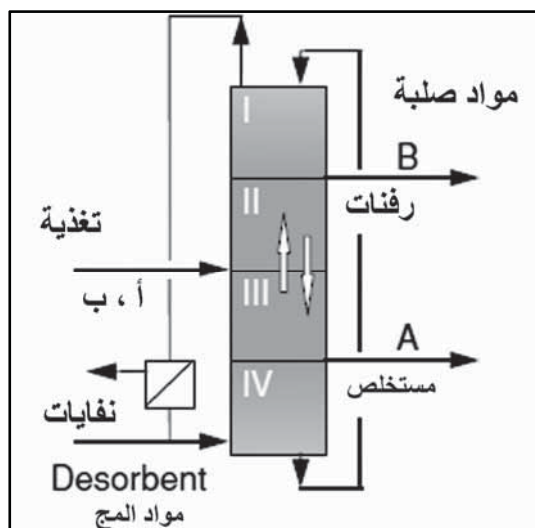 I
مواد صلبة
B
II
رفنات
تغذية
أ ، ب
III
A
IV
مستخلص
نفايات
Desorbent
مواد المج